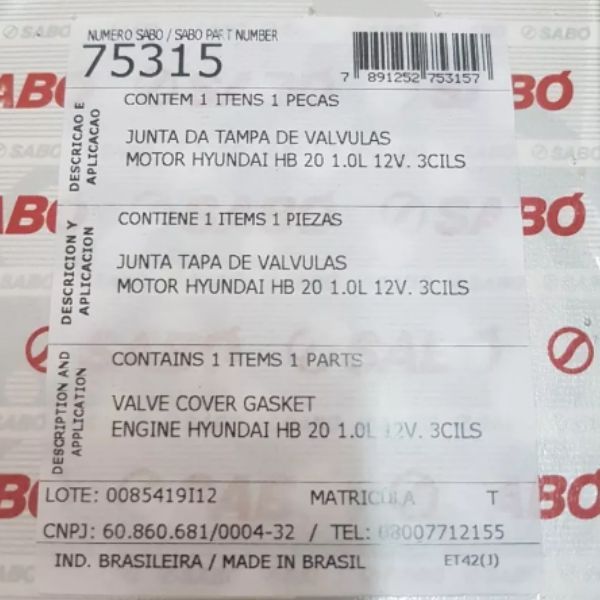 NUMERO SABO / SABO PART NUMBER
75315
7 891252 753157
DESCRICAO E
APLICACAO
CONTEM 1 ITENS 1 PECAS
JUNTA DA TAMPA DE VALVULAS
MOTOR HYUNDAI HB 20 1.0L 12V. 3CILS
DESCRICION Y
APLICACION
CONTIENE 1 ITEMS 1 PIEZAS
JUNTA TAPA DE VALVULAS
MOTOR HYUNDAI HB 20 1.0L 12V. 3CILS
DESCRIPTION AND
APPLICATION
CONTAINS 1 ITEMS 1 PARTS
VALVE COVER GASKET
ENGINE HYUNDAI HB 20 1.0L 12V. 3CILS
LOTE: 0085419I12 MATRICULA T
CNPJ: 60.860.681/0004-32 / TEL: 08007712155
IND. BRASILEIRA / MADE IN BRASIL ET42(J)
SABÓ